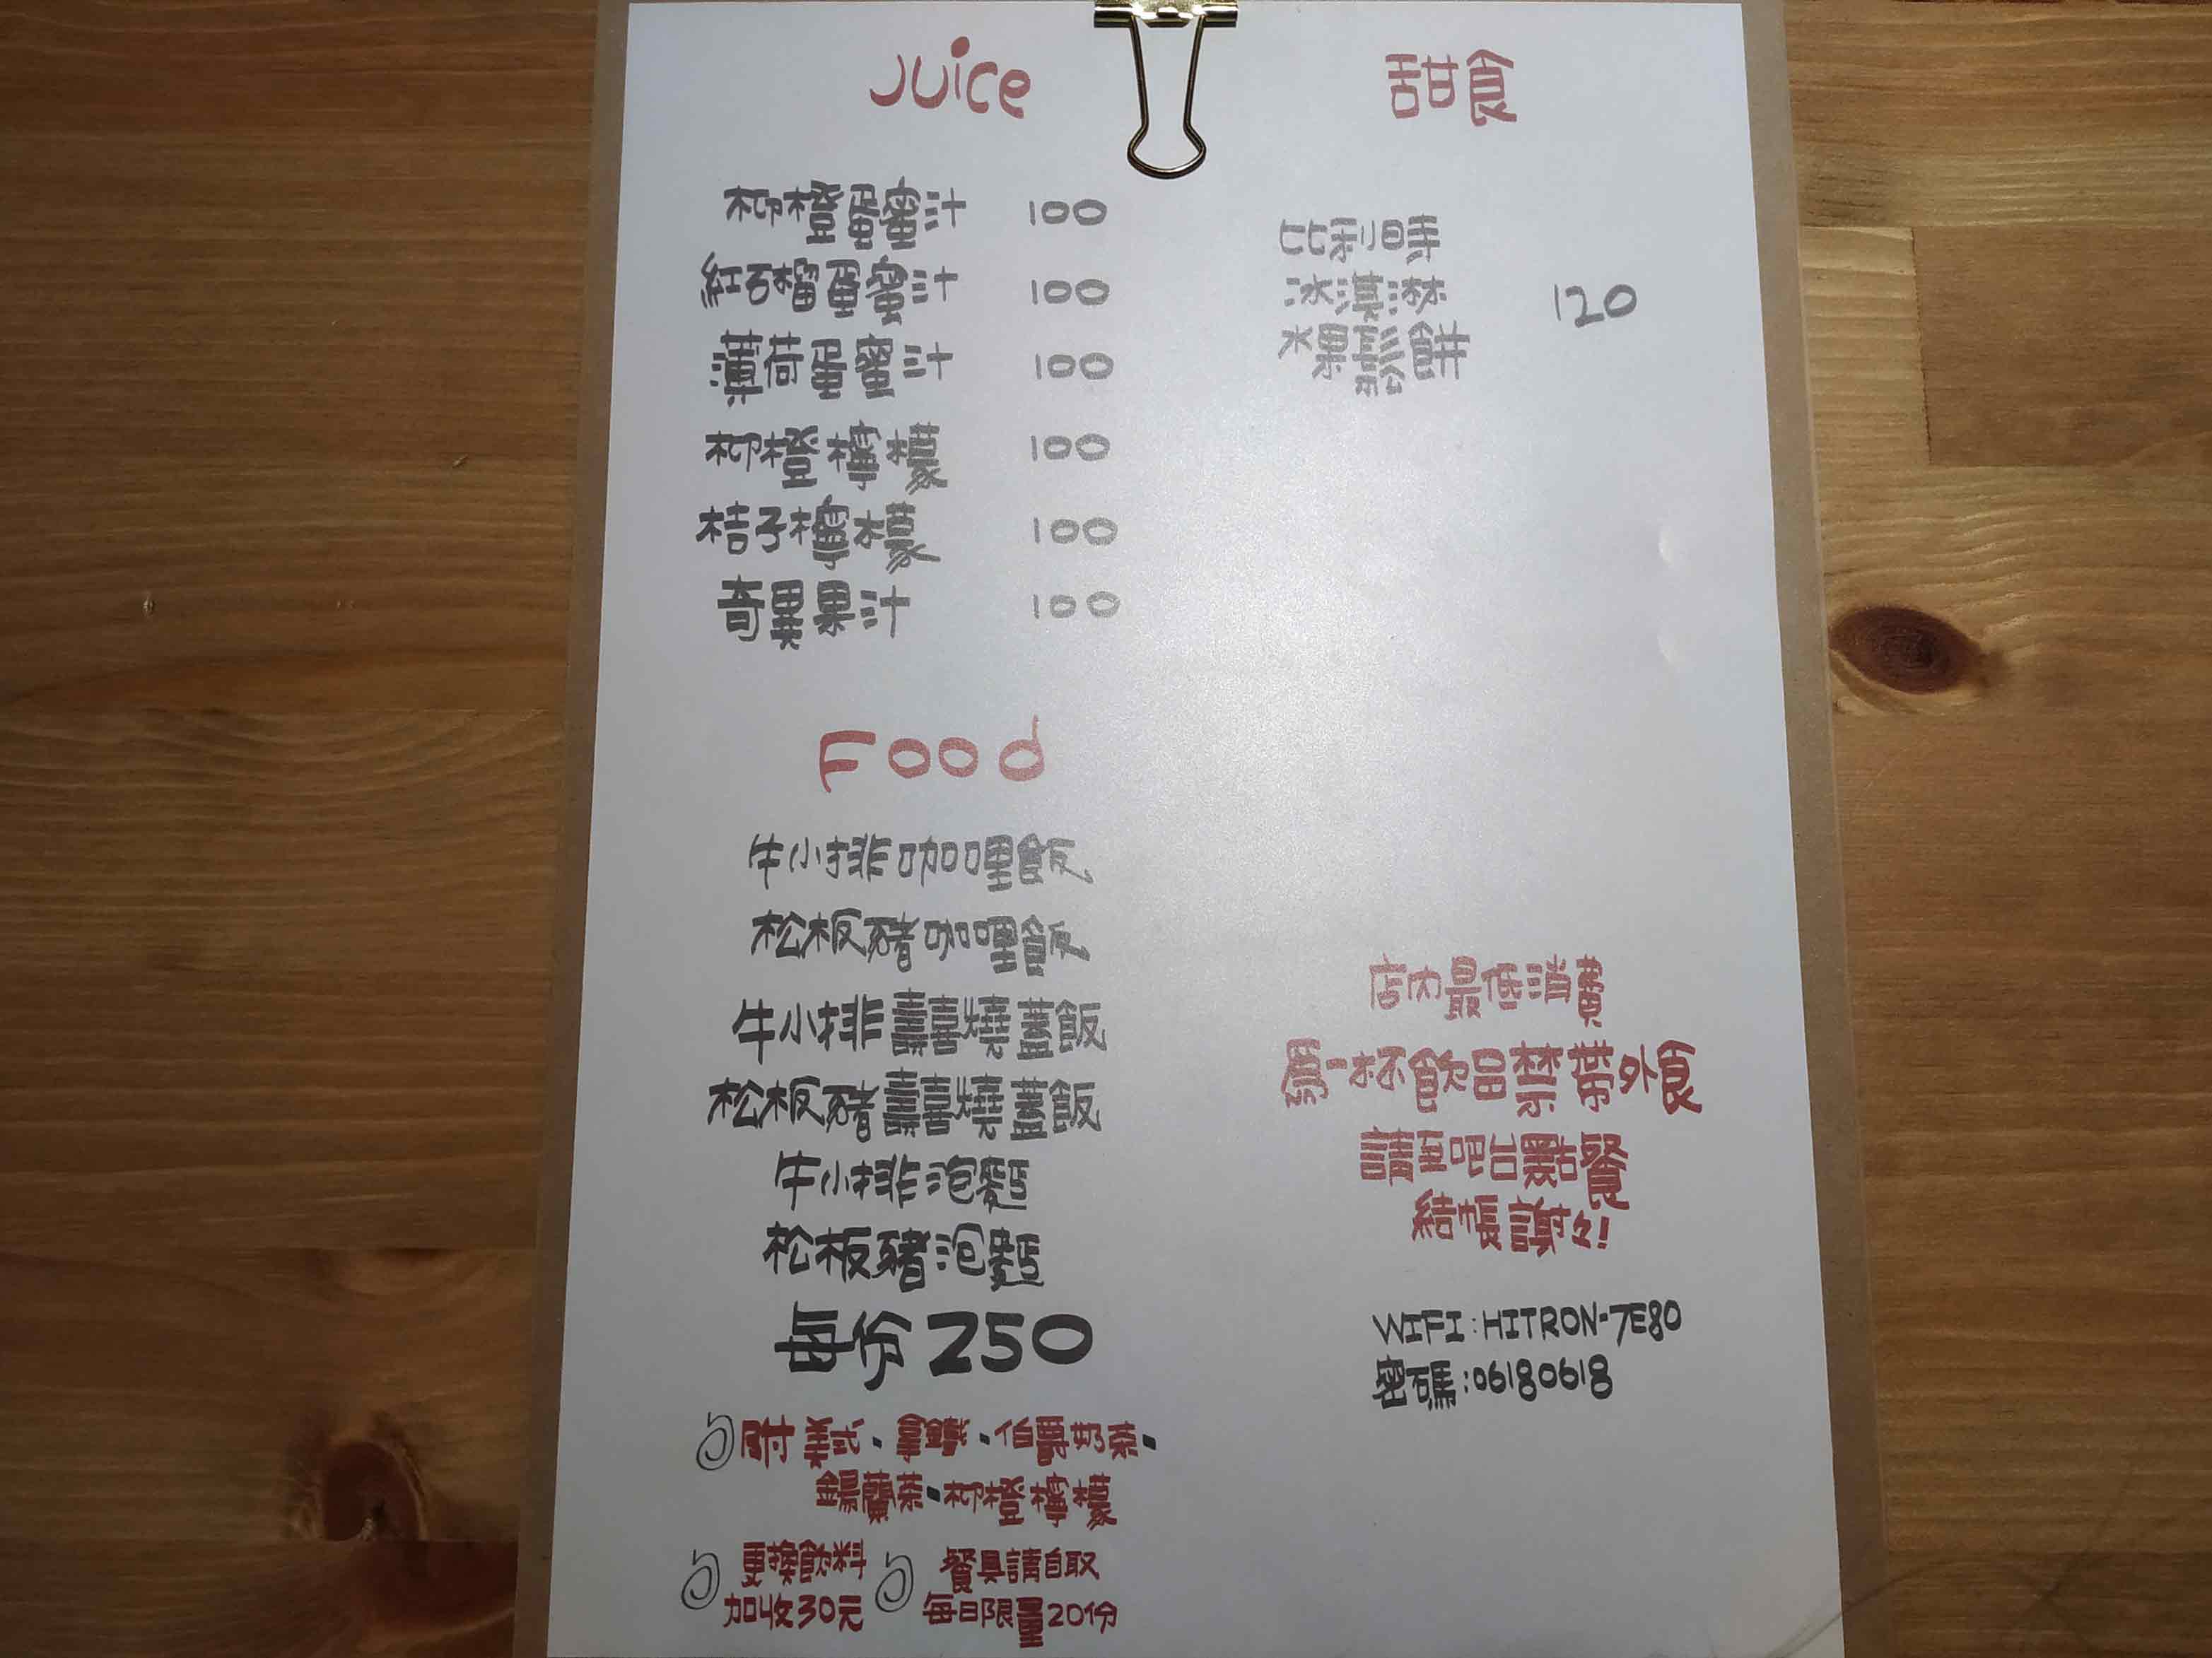 Juice
柳橙蛋蜜汁 100
紅石榴蛋蜜汁 100
薄荷蛋蜜汁 100
柳橙檸檬 100
桔子檸檬 100
奇異果汁 100
甜食
比利時
冰淇淋 120
水果鬆餅
Food
牛小排咖哩飯
松板豬咖哩飯
牛小排壽喜燒蓋飯
松板豬壽喜燒蓋飯
牛小排泡麵
松板豬泡麵
每份250
附美式.拿鐵.伯爵奶茶.
錫蘭茶.柳橙檸檬
更換飲料
加收30元
餐具請自取
每日限量20份
店內最低消費
為一杯飲品禁帶外食
請至吧台點餐
結帳謝々!
WIFI:HITRON-7E80
密碼:06180618